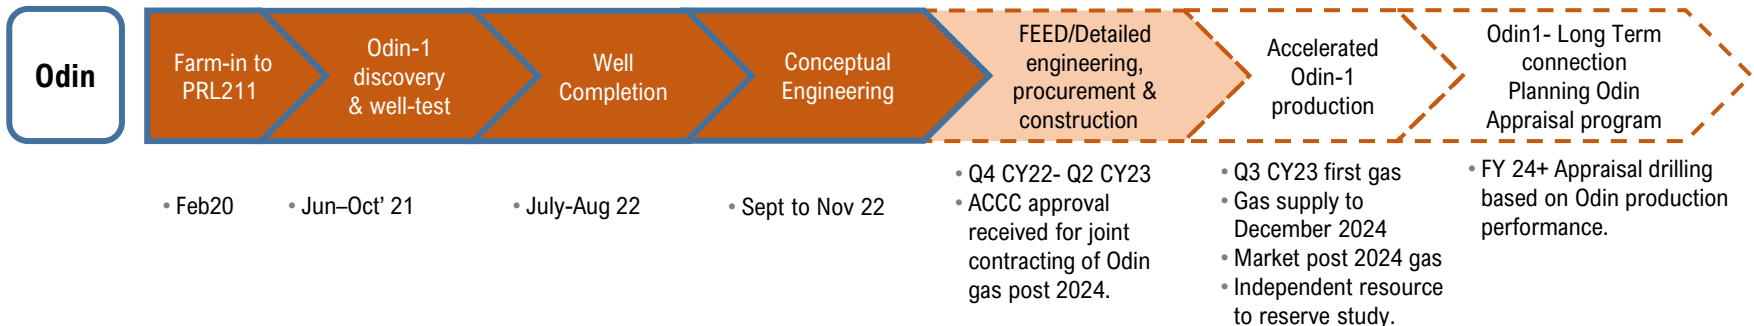 Odin
Farm-in to
PRL211
Odin-1
discovery
& well-test
Well
Completion
Conceptual
Engineering
FEED/Detailed
engineering,
procurement &
construction
Accelerated
Odin-1
production
Odin1- Long Term
connection
Planning Odin
Appraisal program
• Feb20
• Jun–Oct’ 21
• July-Aug 22
• Sept to Nov 22
• Q4 CY22- Q2 CY23
• ACCC approval
received for joint
contracting of Odin
gas post 2024.
• Q3 CY23 first gas
• Gas supply to
December 2024
• Market post 2024 gas
• Independent resource
to reserve study.
• FY 24+ Appraisal drilling
based on Odin production
performance.